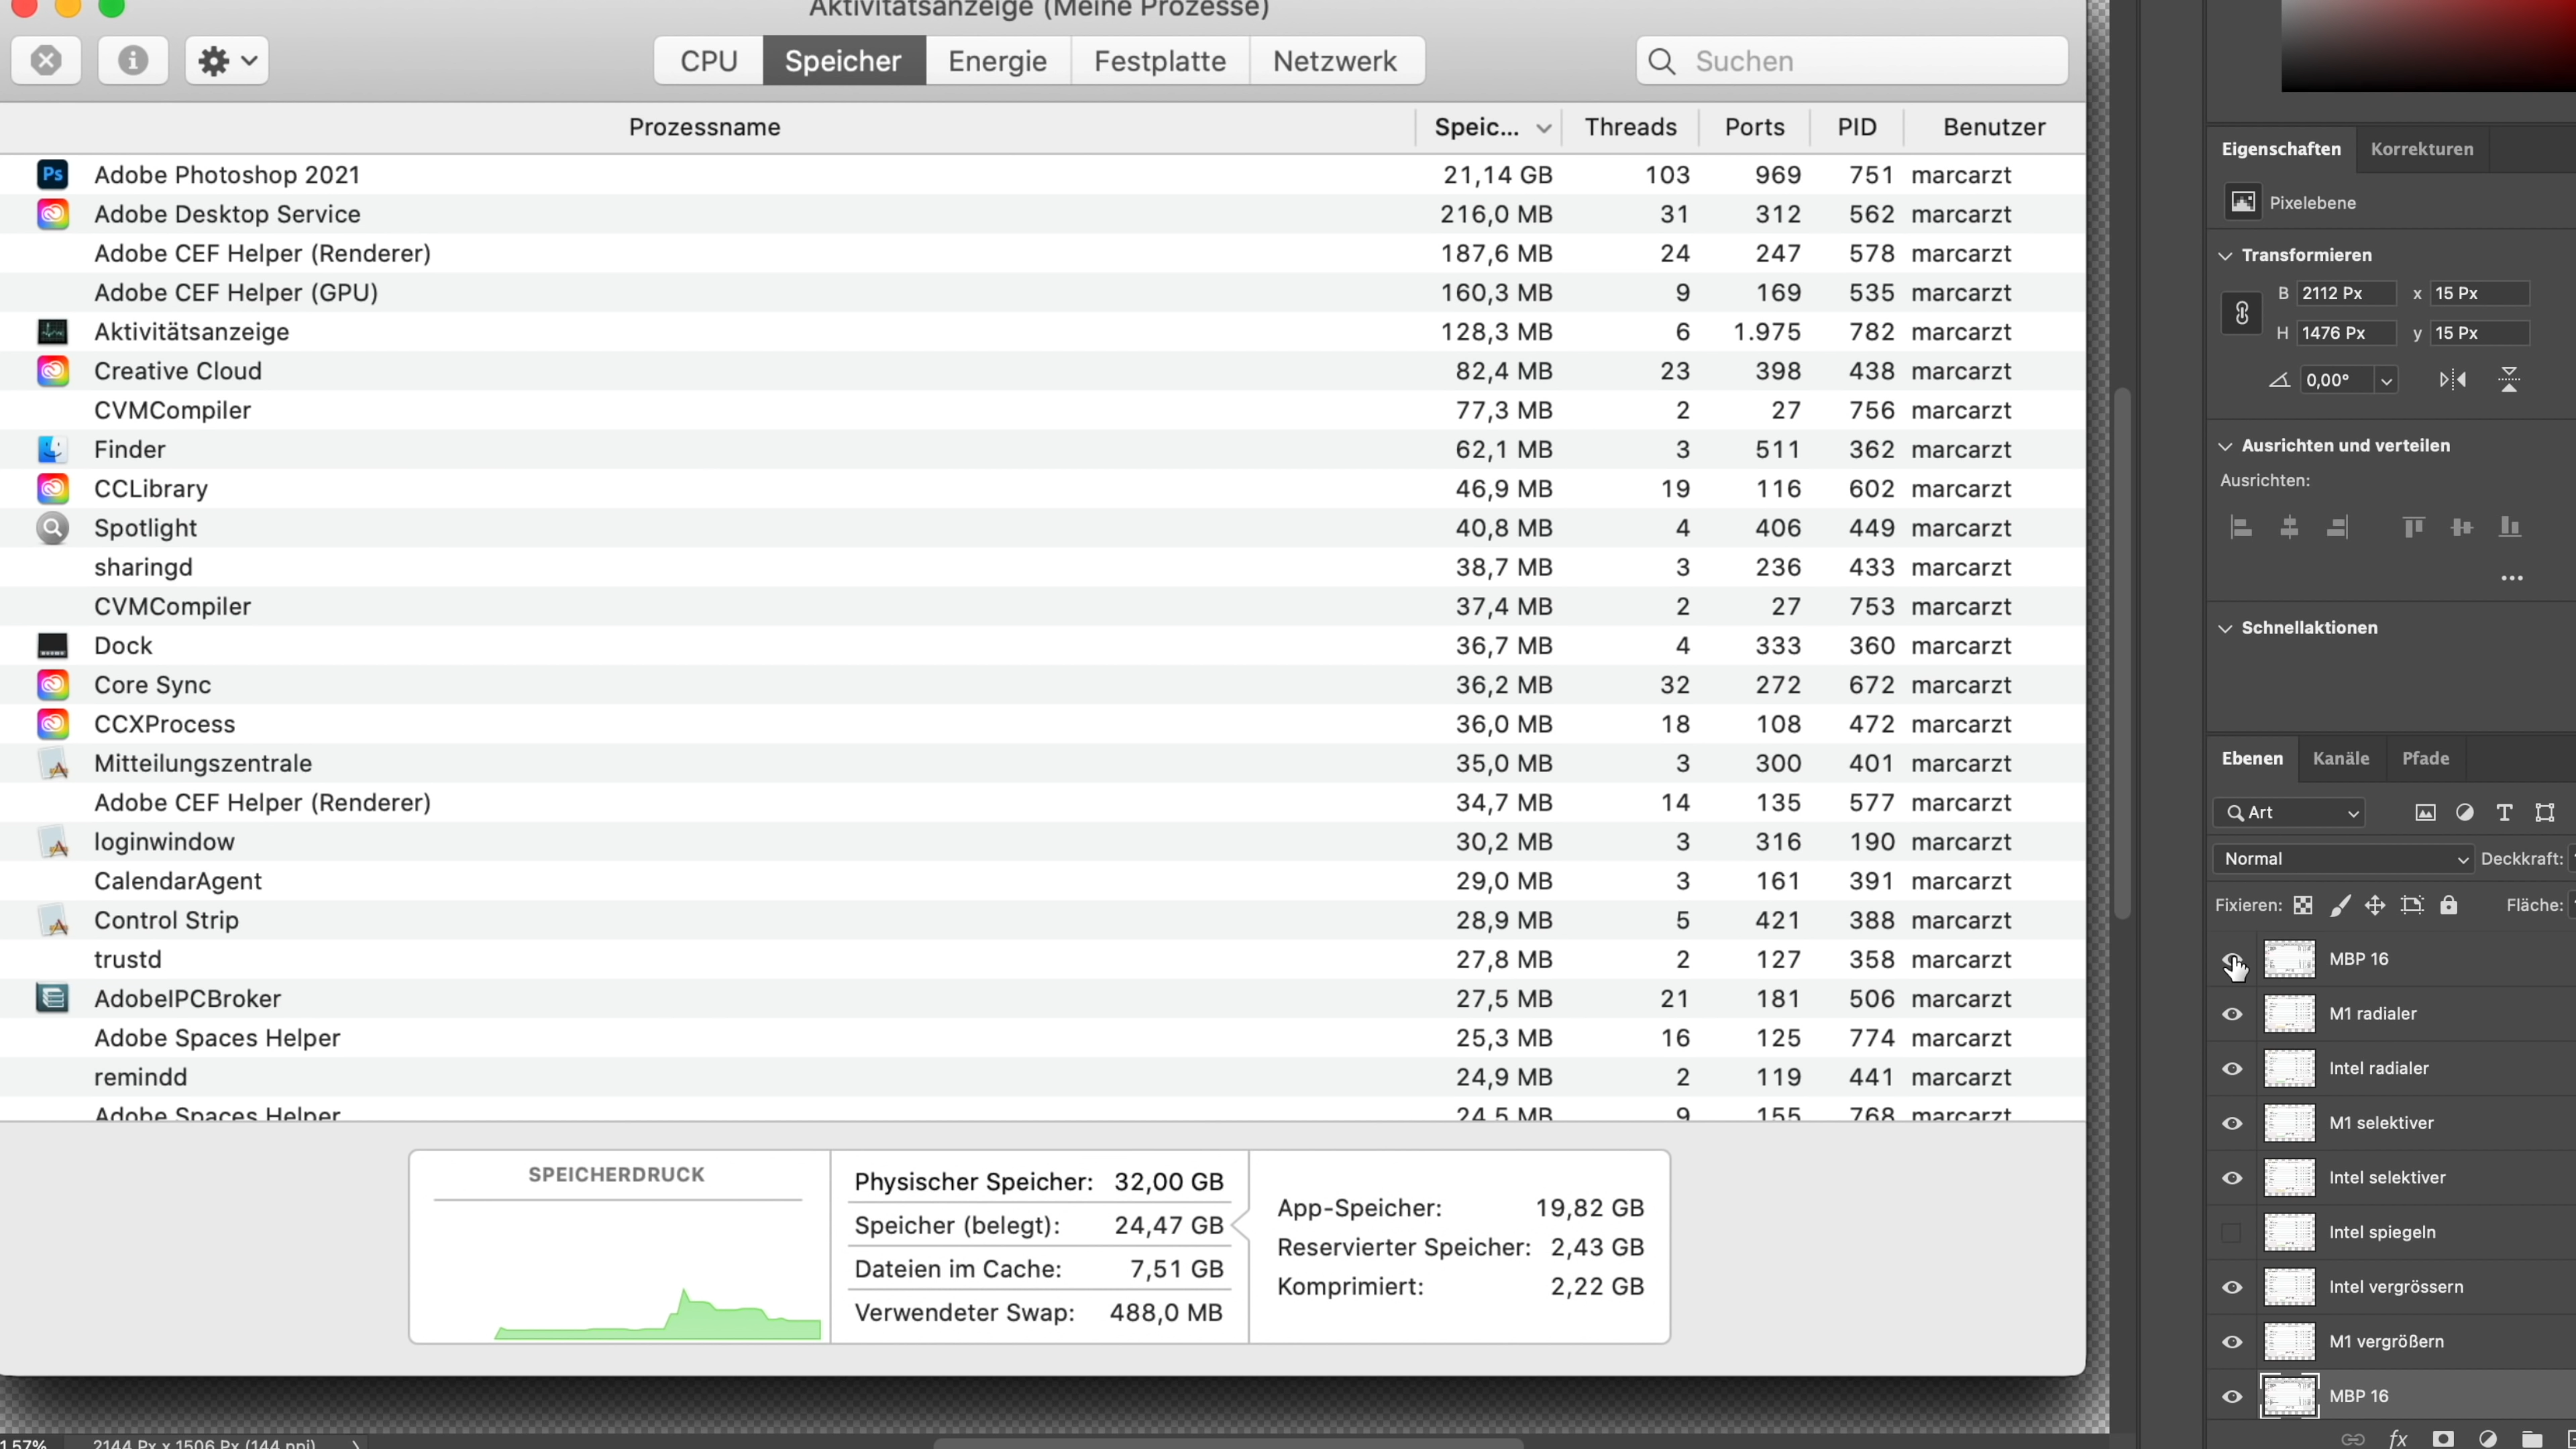 Aktivitätsanzeige (Meine Prozesse)
CPU Speicher Energie Festplatte Netzwerk
Suchen
Prozessname Speic... Threads Ports PID Benutzer
Ps Adobe Photoshop 2021 21,14 GB 103 969 751 marcarzt
Adobe Desktop Service 216,0 MB 31 312 562 marcarzt
Adobe CEF Helper (Renderer) 187,6 MB 24 247 578 marcarzt
Adobe CEF Helper (GPU) 160,3 MB 9 169 535 marcarzt
Aktivitätsanzeige 128,3 MB 6 1.975 782 marcarzt
Creative Cloud 82,4 MB 23 398 438 marcarzt
CVMCompiler 77,3 MB 2 27 756 marcarzt
Finder 62,1 MB 3 511 362 marcarzt
CCLibrary 46,9 MB 19 116 602 marcarzt
Spotlight 40,8 MB 4 406 449 marcarzt
sharingd 38,7 MB 3 236 433 marcarzt
CVMCompiler 37,4 MB 2 27 753 marcarzt
Dock 36,7 MB 4 333 360 marcarzt
Core Sync 36,2 MB 32 272 672 marcarzt
CCXProcess 36,0 MB 18 108 472 marcarzt
Mitteilungszentrale 35,0 MB 3 300 401 marcarzt
Adobe CEF Helper (Renderer) 34,7 MB 14 135 577 marcarzt
loginwindow 30,2 MB 3 316 190 marcarzt
CalendarAgent 29,0 MB 3 161 391 marcarzt
Control Strip 28,9 MB 5 421 388 marcarzt
trustd 27,8 MB 2 127 358 marcarzt
AdobeIPCBroker 27,5 MB 21 181 506 marcarzt
Adobe Spaces Helper 25,3 MB 16 125 774 marcarzt
remindd 24,9 MB 2 119 441 marcarzt
Adobe Spaces Helper 24,5 MB 9 155 768 marcarzt
SPEICHERDRUCK
Physischer Speicher: 32,00 GB
Speicher (belegt): 24,47 GB
Dateien im Cache: 7,51 GB
Verwendeter Swap: 488,0 MB
App-Speicher: 19,82 GB
Reservierter Speicher: 2,43 GB
Komprimiert: 2,22 GB
2144 Px x 1506 Px (144 ppi)
Eigenschaften Korrekturen
Pixelebene
Transformieren
B 2112 Px x 15 Px
H 1476 Px y 15 Px
0,00°
Ausrichten und verteilen
Ausrichten:
Schnellaktionen
Ebenen Kanäle Pfade
Art
Normal Deckkraft:
Fixieren: Fläche:
MBP 16
M1 radialer
Intel radialer
M1 selektiver
Intel selektiver
Intel spiegeln
Intel vergrössern
M1 vergrößern
MBP 16
fx